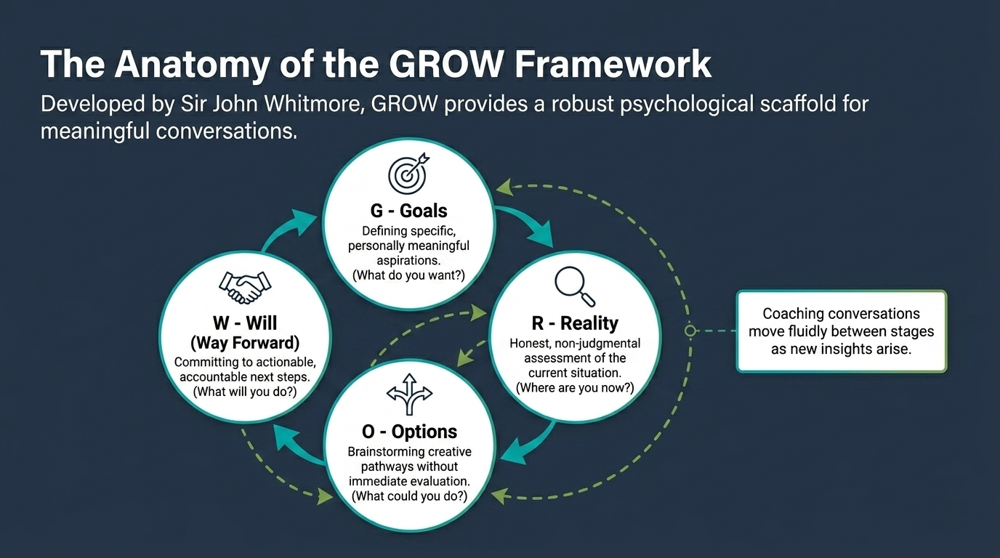 The Anatomy of the GROW Framework
Developed by Sir John Whitmore, GROW provides a robust psychological scaffold for
meaningful conversations.
G - Goals
Defining specific,
personally meaningful
aspirations.
(What do you want?)
R - Reality
Honest, non-judgmental
assessment of the
current situation.
(Where are you now?)
O - Options
Brainstorming creative
pathways without
immediate evaluation.
(What could you do?)
W - Will
(Way Forward)
Committing to actionable,
accountable next steps.
(What will you do?)
Coaching conversations
move fluidly between stages
as new insights arise.